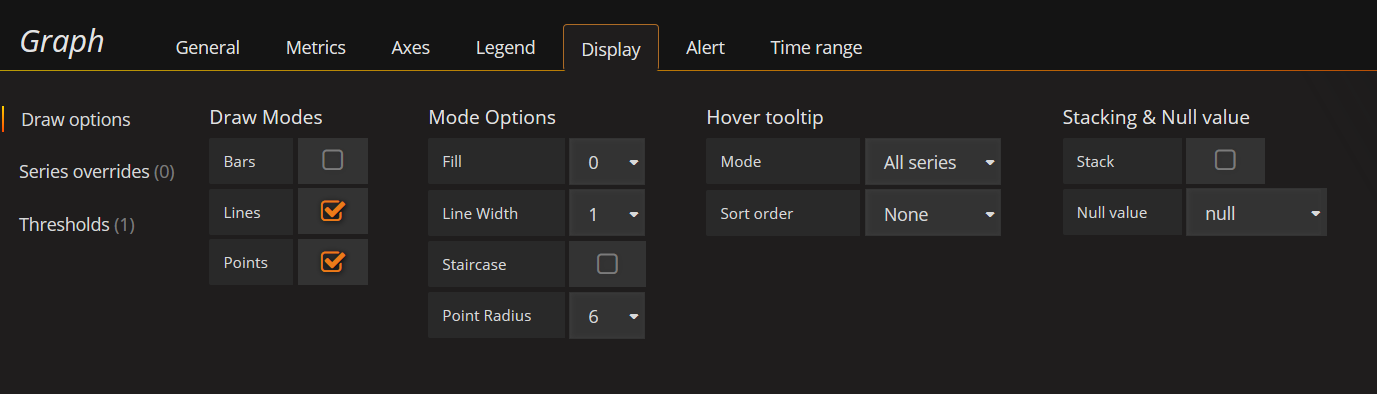 Graph General Metrics Axes Legend Display Alert Time range
Draw options
Series overrides (0)
Thresholds (1)
Draw Modes
Bars
Lines
Points
Mode Options
Fill 0
Line Width 1
Staircase
Point Radius 6
Hover tooltip
Mode All series
Sort order None
Stacking & Null value
Stack
Null value null